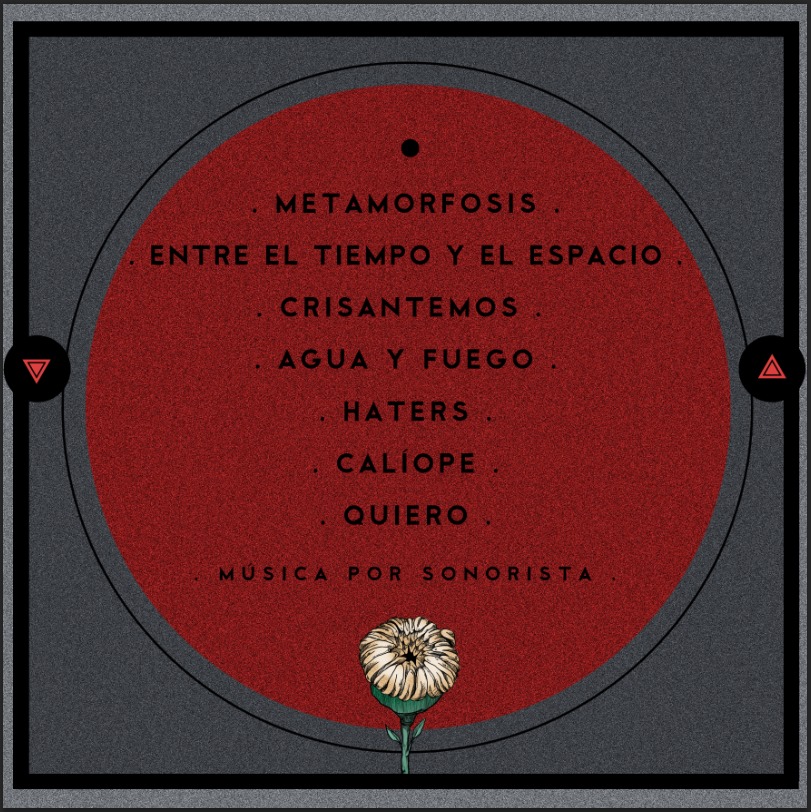 . METAMORFOSIS .
. ENTRE EL TIEMPO Y EL ESPACIO .
. CRISANTEMOS .
. AGUA Y FUEGO .
. HATERS .
. CALÍOPE .
. QUIERO .
. MÚSICA POR SONORISTA .